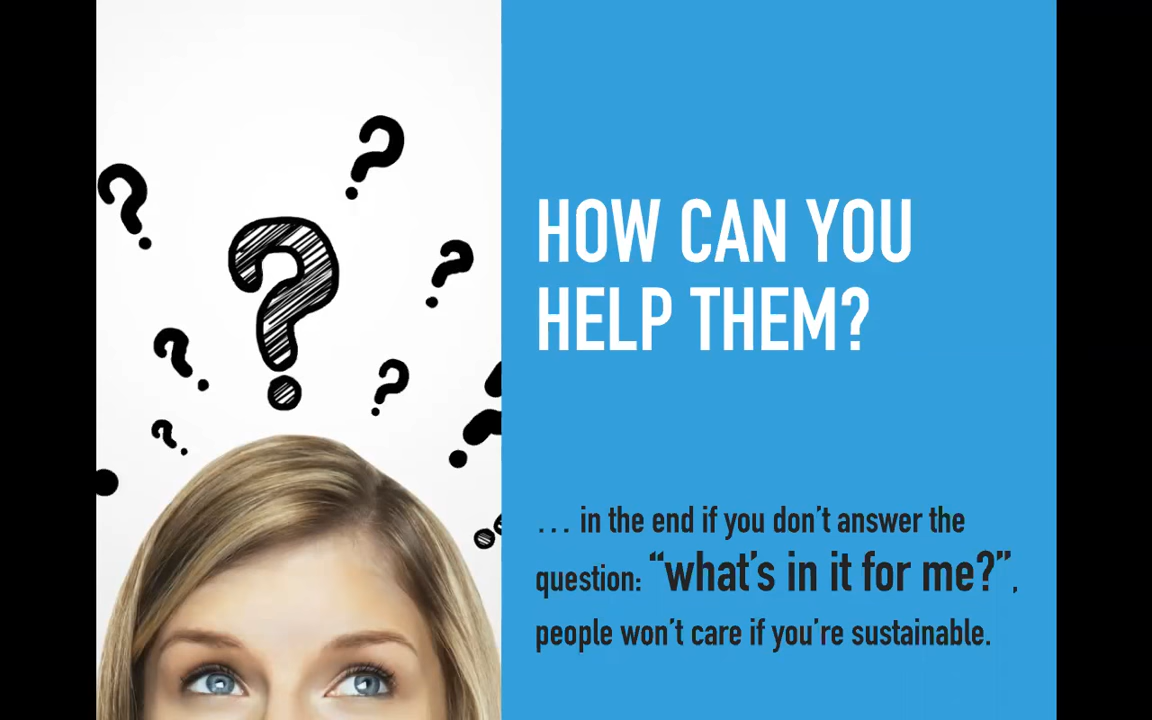 HOW CAN YOU
HELP THEM?
... in the end if you don't answer the
question: “what's in it for me?”,
people won't care if you're sustainable.